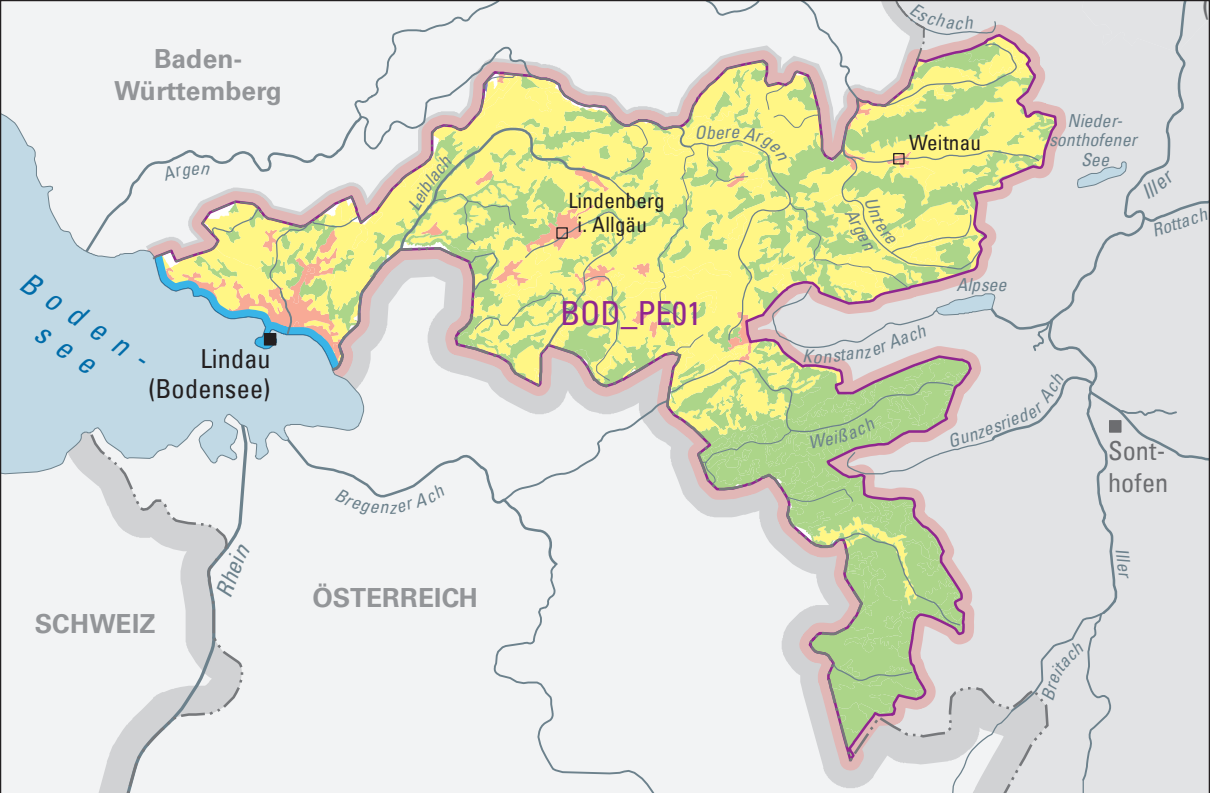 Eschach
Baden-
Württemberg
Nieder-
sonthofener
See
Obere Argen
Weitnau
Argen
Leiblach
Iller
Lindenberg
i. Allgäu
Untere
Argen
Rottach
Boden-
see
Alpsee
BOD_PE01
Konstanzer Aach
Lindau
(Bodensee)
Gunzesrieder Ach
Weißach
Sont-
hofen
Bregenzer Ach
Rhein
Iller
ÖSTERREICH
SCHWEIZ
Breitach